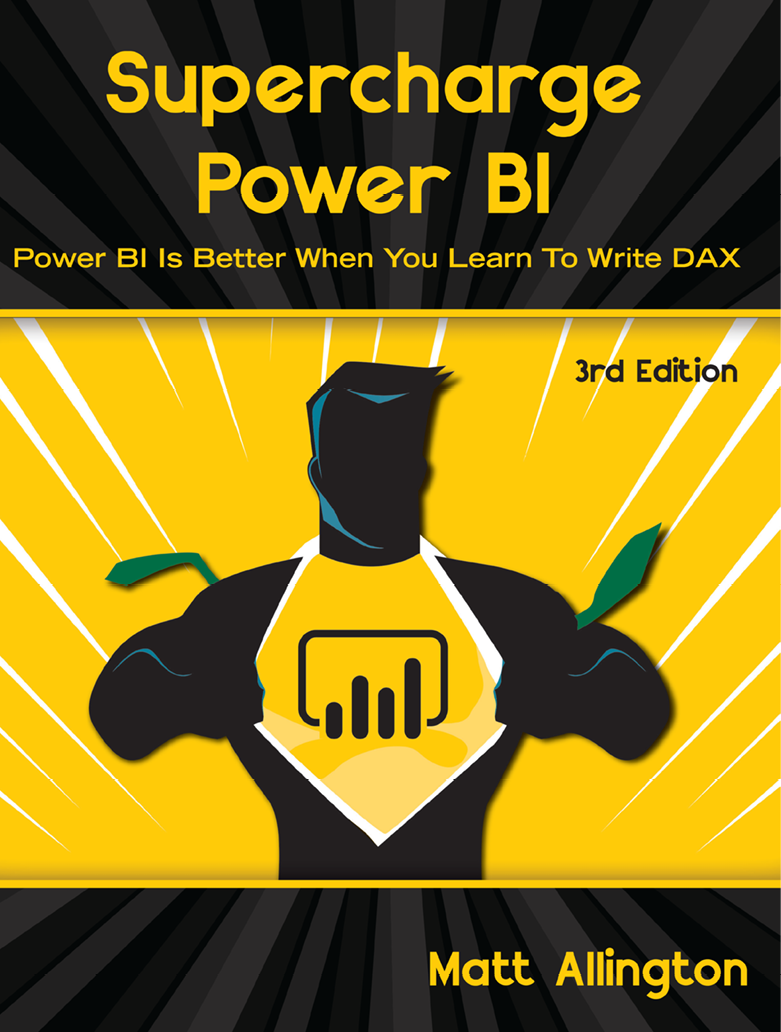 Supercharge
Power BI
Power BI Is Better When You Learn To Write DAX
3rd Edition
Matt Allington